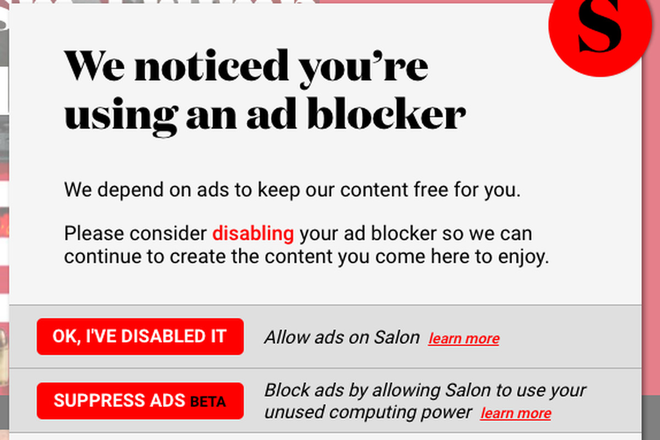 S
We noticed you’re
using an ad blocker
We depend on ads to keep our content free for you.
Please consider disabling your ad blocker so we can
continue to create the content you come here to enjoy.
OK, I'VE DISABLED IT Allow ads on Salon learn more
SUPPRESS ADS BETA Block ads by allowing Salon to use your
unused computing power learn more